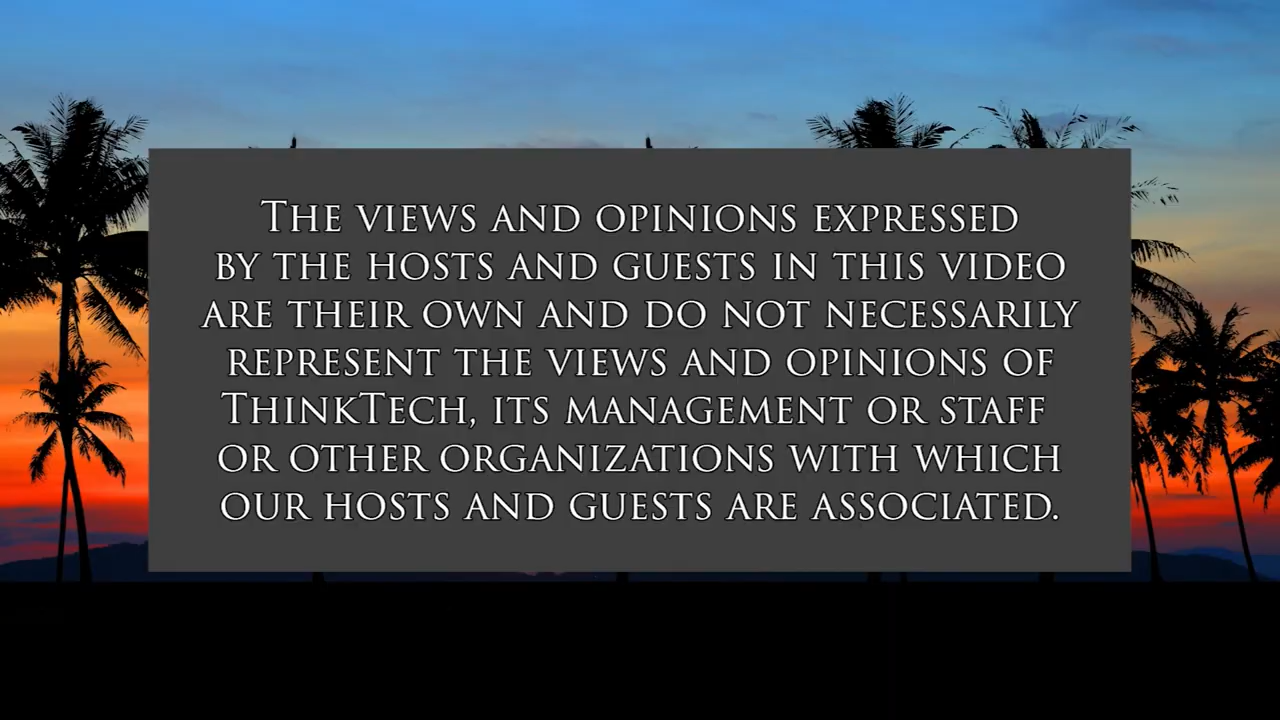 The views and opinions expressed
by the hosts and guests in this video
are their own and do not necessarily
represent the views and opinions of
ThinkTech, its management or staff
or other organizations with which
our hosts and guests are associated.